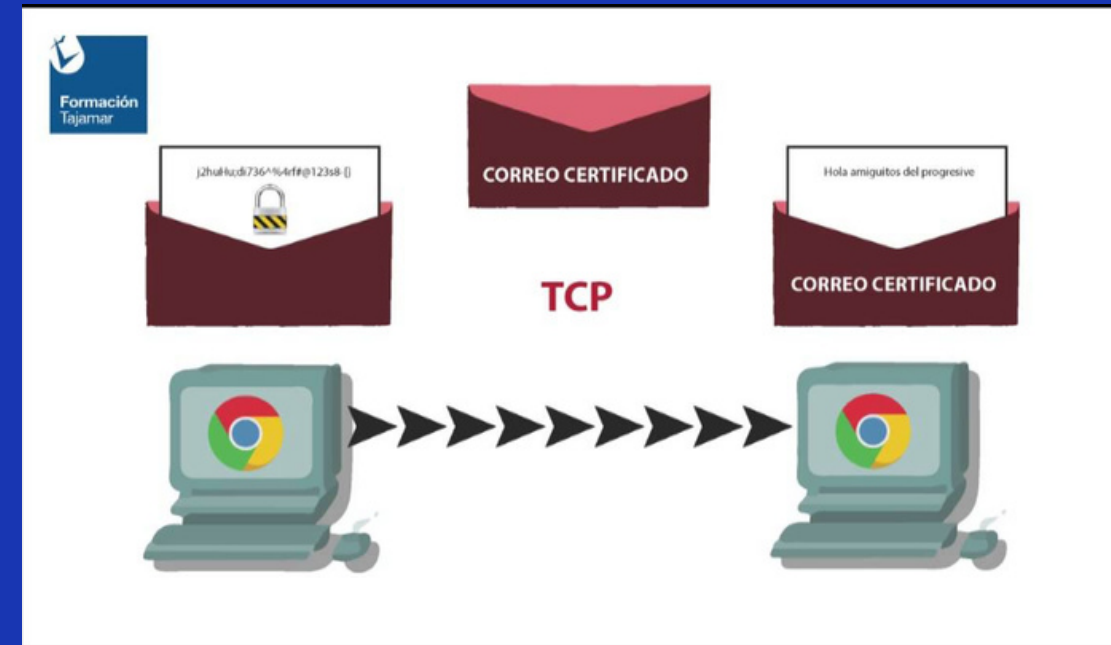 Formación
Tajamar
CORREO CERTIFICADO
j2huHu;di736^%4rf#@123s8-[}
Hola amiguitos del progresive
CORREO CERTIFICADO
TCP